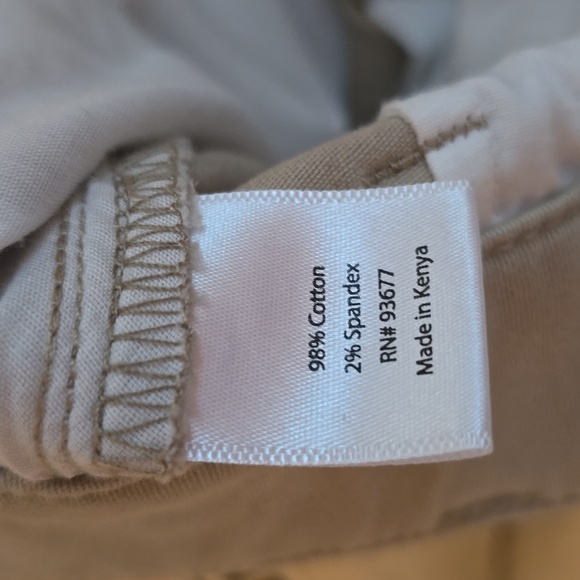 98% Cotton
2% Spandex
RN# 93677
Made in Kenya